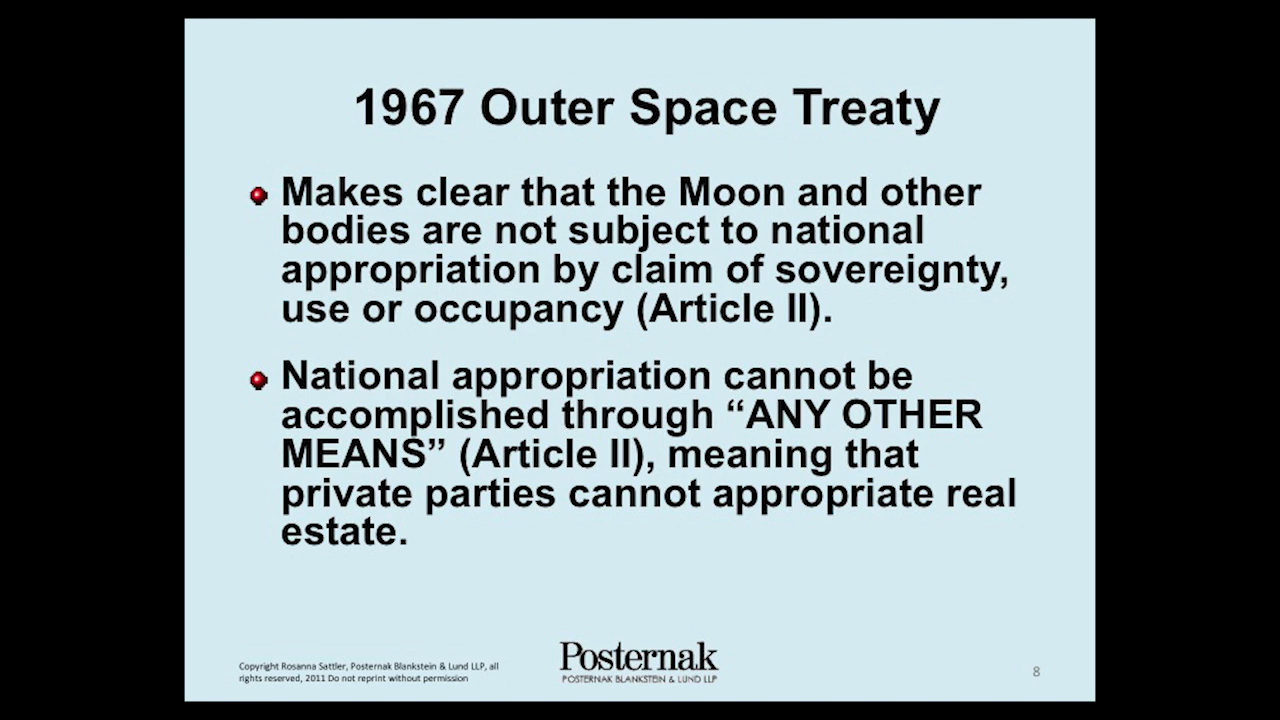 1967 Outer Space Treaty
Makes clear that the Moon and other
bodies are not subject to national
appropriation by claim of sovereignty,
use or occupancy (Article II).
National appropriation cannot be
accomplished through “ANY OTHER
MEANS” (Article II), meaning that
private parties cannot appropriate real
estate.
Copyright Rosanna Sattler, Posternak Blankstein & Lund LLP, all
rights reserved, 2011 Do not reprint without permission
Posternak
POSTERNAK BLANKSTEIN & LUND LLP
8